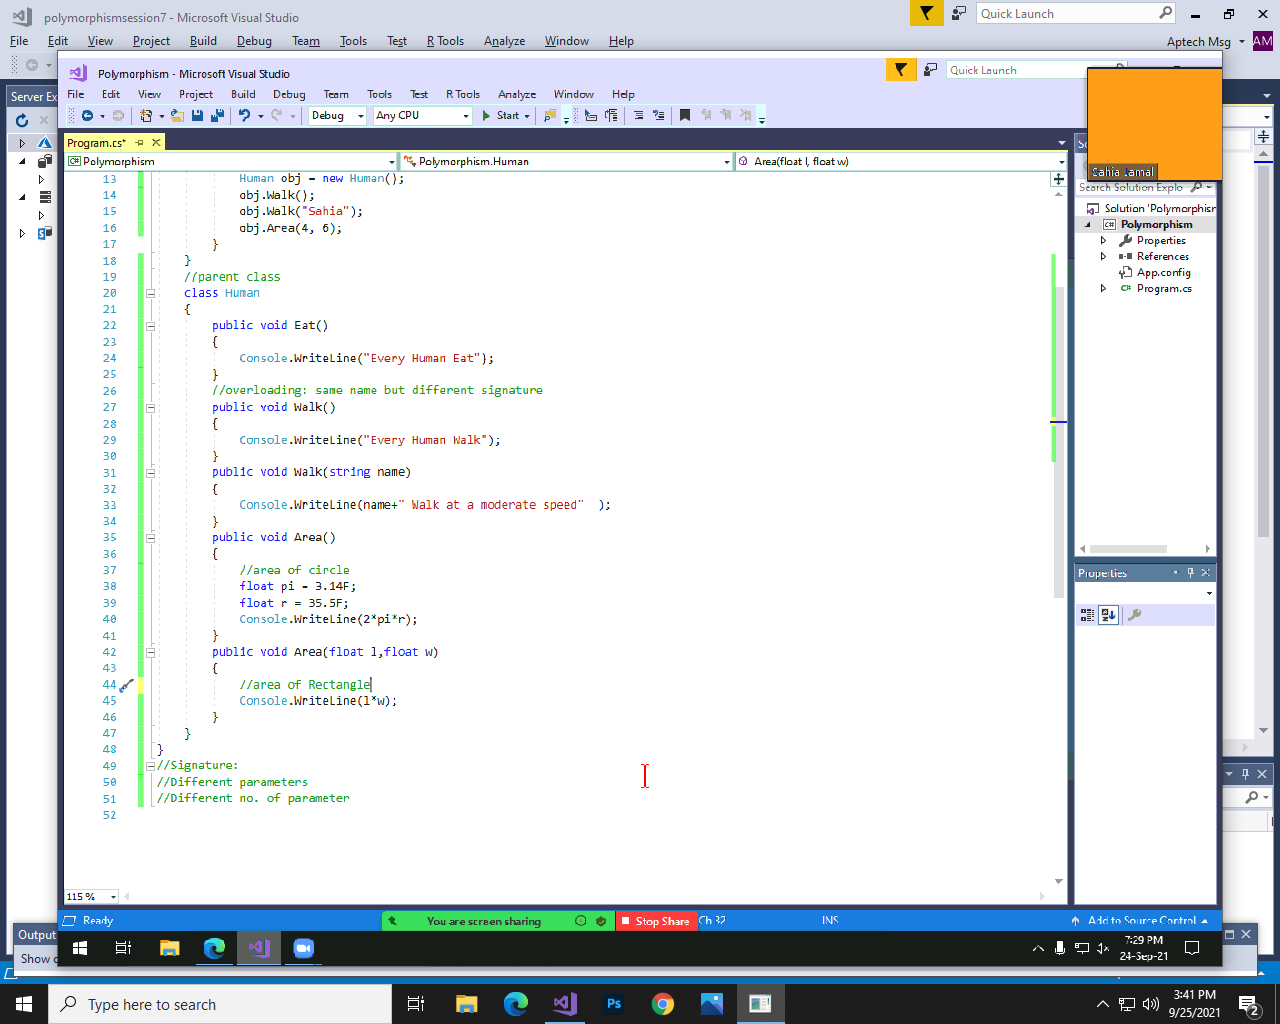 polymorphismsession7 - Microsoft Visual Studio
Quick Launch
File Edit View Project Build Debug Team Tools Test R Tools Analyze Window Help
Aptech Msg AM
Polymorphism - Microsoft Visual Studio
Quick Launch
File Edit View Project Build Debug Team Tools Test R Tools Analyze Window Help
Server Ex
Debug Any CPU Start
Program.cs*
Polymorphism Polymorphism.Human Area(float l, float w)
Sahia Jamal
Search Solution Explo
Solution 'Polymorphism
Polymorphism
Properties
References
App.config
Program.cs
13 Human obj = new Human();
14 obj.Walk();
15 obj.Walk("Sahia");
16 obj.Area(4, 6);
17 }
18 }
19 //parent class
20 class Human
21 {
22 public void Eat()
23 {
24 Console.WriteLine("Every Human Eat");
25 }
26 //overloading: same name but different signature
27 public void Walk()
28 {
29 Console.WriteLine("Every Human Walk");
30 }
31 public void Walk(string name)
32 {
33 Console.WriteLine(name+" Walk at a moderate speed" );
34 }
35 public void Area()
36 {
37 //area of circle
38 float pi = 3.14F;
39 float r = 35.5F;
40 Console.WriteLine(2*pi*r);
41 }
42 public void Area(float l,float w)
43 {
44 //area of Rectangle
45 Console.WriteLine(l*w);
46 }
47 }
48 }
49 //Signature:
50 //Different parameters
51 //Different no. of parameter
52
Properties
115 %
Ready
You are screen sharing Stop Share Ch 32 INS Add to Source Control
Output
Show o
7:29 PM
24-Sep-21
Type here to search
Ps
3:41 PM
9/25/2021
2